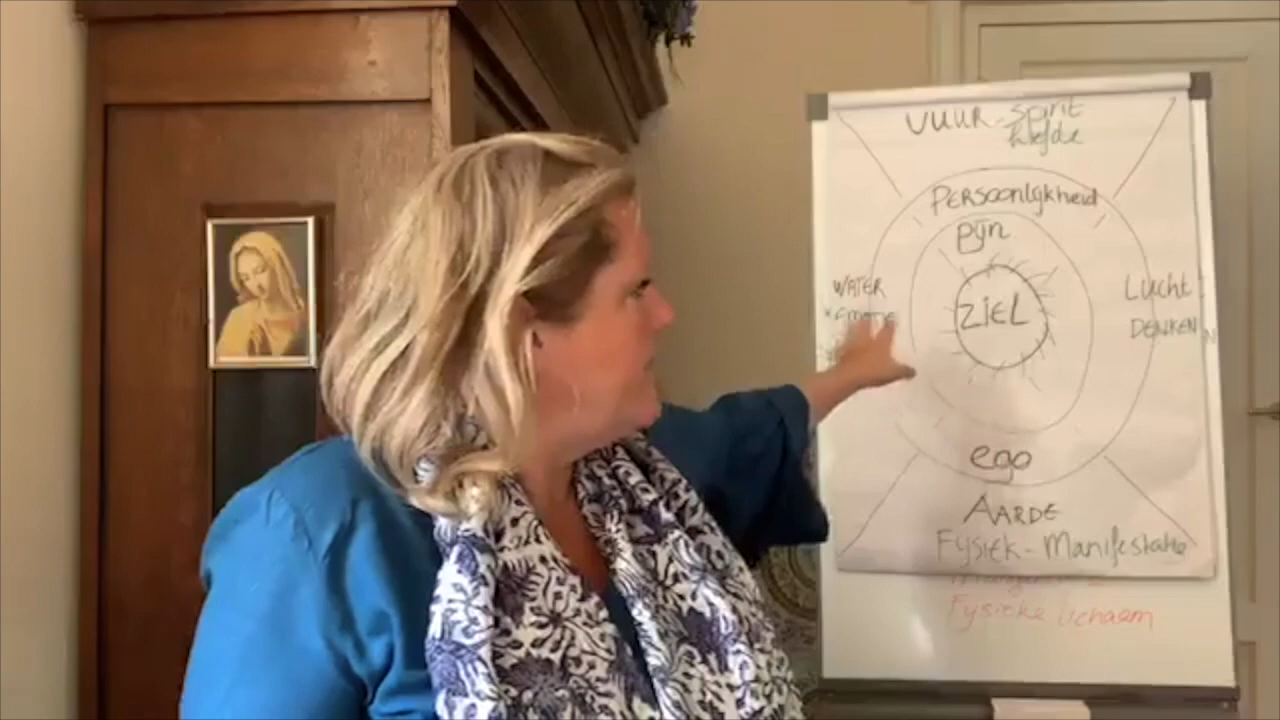 VUUR - Spirit
liefde
PERSOONLIJKHEID
PIJN
WATER
Lucht
ZIEL
DENKEN
ego
AARDE
Fysiek - Manifestatie
Fysieke lichaam